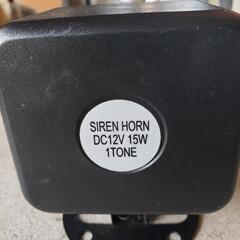 SIREN HORN
DC12V 15W
1TONE